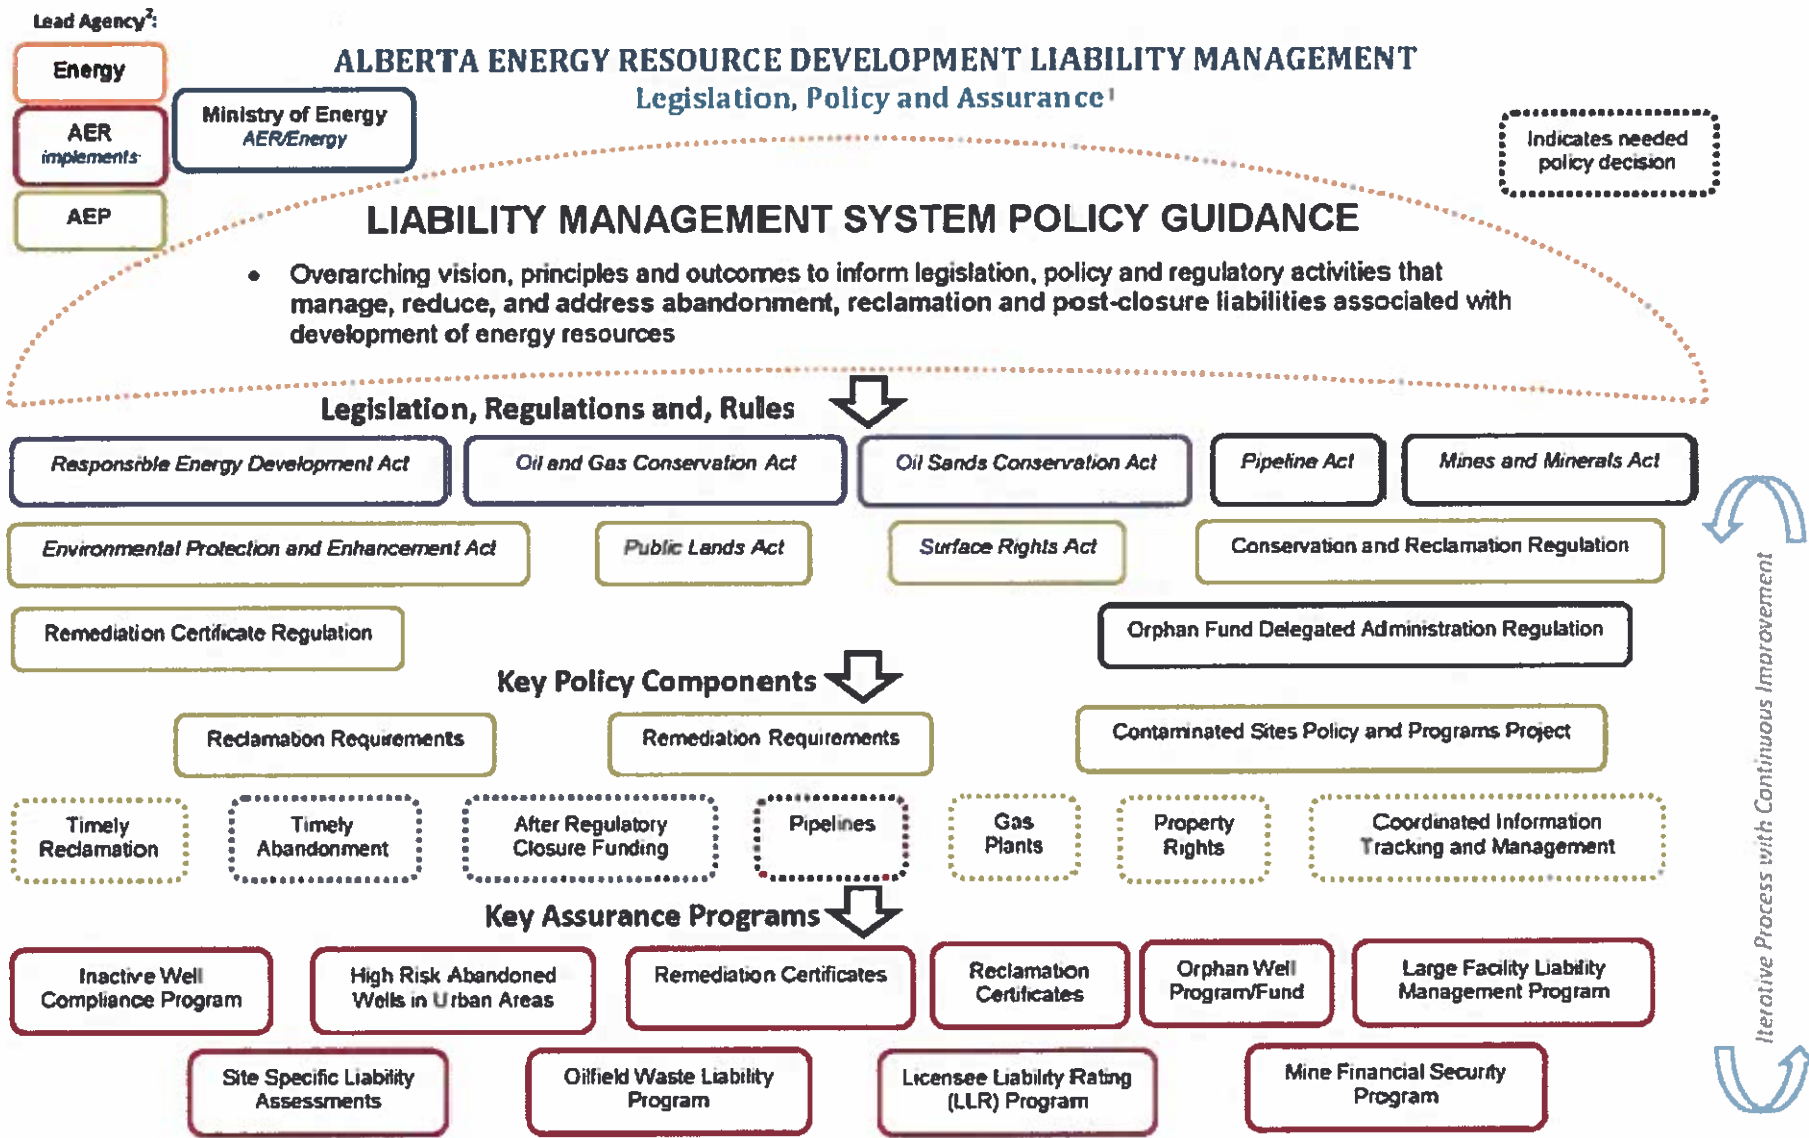 Lead Agency²:
Energy
AER
implements
AEP
Ministry of Energy
AER/Energy
ALBERTA ENERGY RESOURCE DEVELOPMENT LIABILITY MANAGEMENT
Legislation, Policy and Assurance¹
Indicates needed
policy decision
LIABILITY MANAGEMENT SYSTEM POLICY GUIDANCE
• Overarching vision, principles and outcomes to inform legislation, policy and regulatory activities that
manage, reduce, and address abandonment, reclamation and post-closure liabilities associated with
development of energy resources
Legislation, Regulations and, Rules
Responsible Energy Development Act
Oil and Gas Conservation Act
Oil Sands Conservation Act
Pipeline Act
Mines and Minerals Act
Environmental Protection and Enhancement Act
Public Lands Act
Surface Rights Act
Conservation and Reclamation Regulation
Remediation Certificate Regulation
Orphan Fund Delegated Administration Regulation
Key Policy Components
Reclamation Requirements
Remediation Requirements
Contaminated Sites Policy and Programs Project
Timely
Reclamation
Timely
Abandonment
After Regulatory
Closure Funding
Pipelines
Gas
Plants
Property
Rights
Coordinated Information
Tracking and Management
Key Assurance Programs
Inactive Well
Compliance Program
High Risk Abandoned
Wells in Urban Areas
Remediation Certificates
Reclamation
Certificates
Orphan Well
Program/Fund
Large Facility Liability
Management Program
Site Specific Liability
Assessments
Oilfield Waste Liability
Program
Licensee Liability Rating
(LLR) Program
Mine Financial Security
Program
Iterative Process with Continuous Improvement